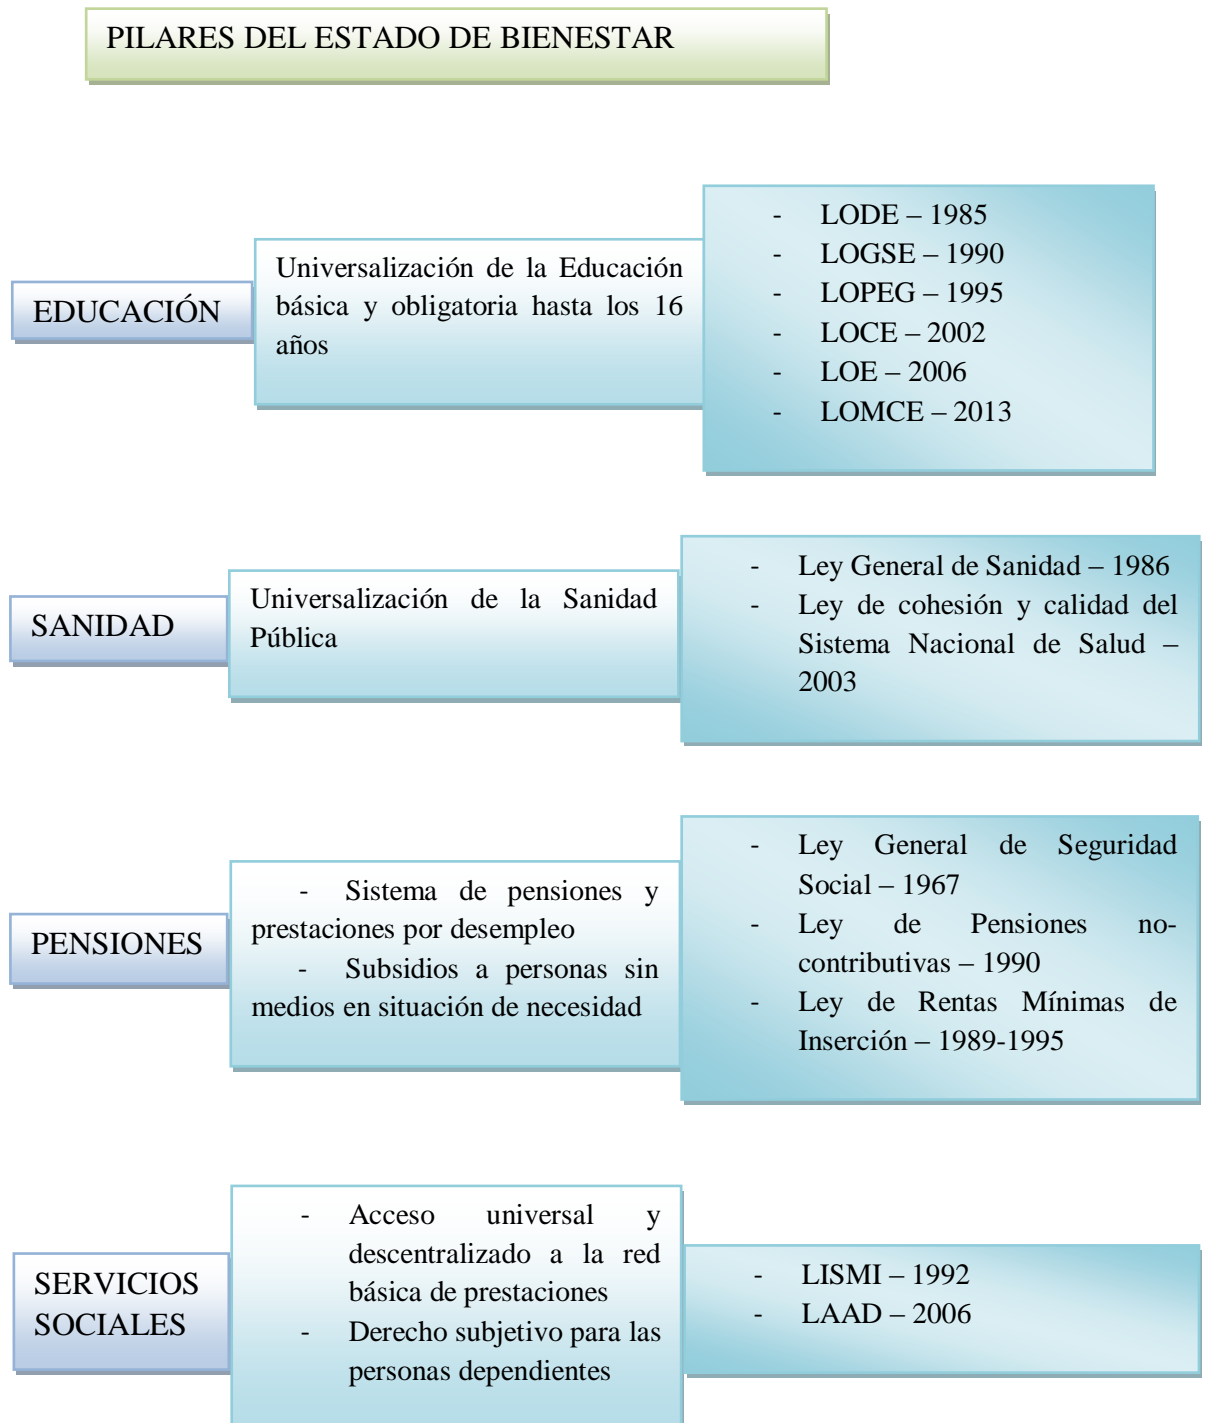 PILARES DEL ESTADO DE BIENESTAR
EDUCACIÓN
Universalización de la Educación
básica y obligatoria hasta los 16
años
- LODE – 1985
- LOGSE – 1990
- LOPEG – 1995
- LOCE – 2002
- LOE – 2006
- LOMCE – 2013
SANIDAD
Universalización de la Sanidad
Pública
- Ley General de Sanidad – 1986
- Ley de cohesión y calidad del
Sistema Nacional de Salud –
2003
PENSIONES
- Sistema de pensiones y
prestaciones por desempleo
- Subsidios a personas sin
medios en situación de necesidad
- Ley General de Seguridad
Social – 1967
- Ley de Pensiones no-
contributivas – 1990
- Ley de Rentas Mínimas de
Inserción – 1989-1995
SERVICIOS
SOCIALES
- Acceso universal y
descentralizado a la red
básica de prestaciones
- Derecho subjetivo para las
personas dependientes
- LISMI – 1992
- LAAD – 2006